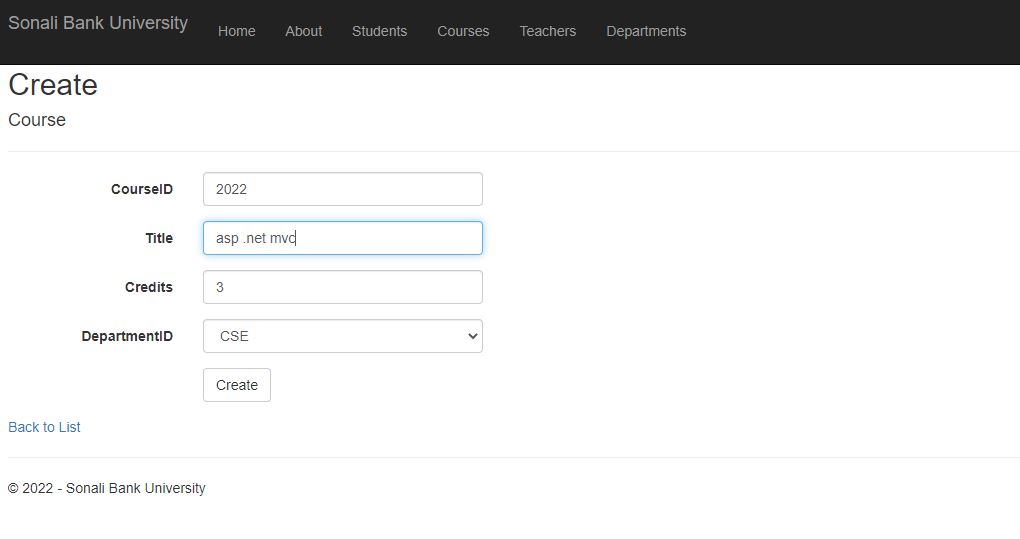 Sonali Bank University Home About Students Courses Teachers Departments
Create
Course
CourseID 2022
Title asp .net mvc
Credits 3
DepartmentID CSE
Create
Back to List
© 2022 - Sonali Bank University